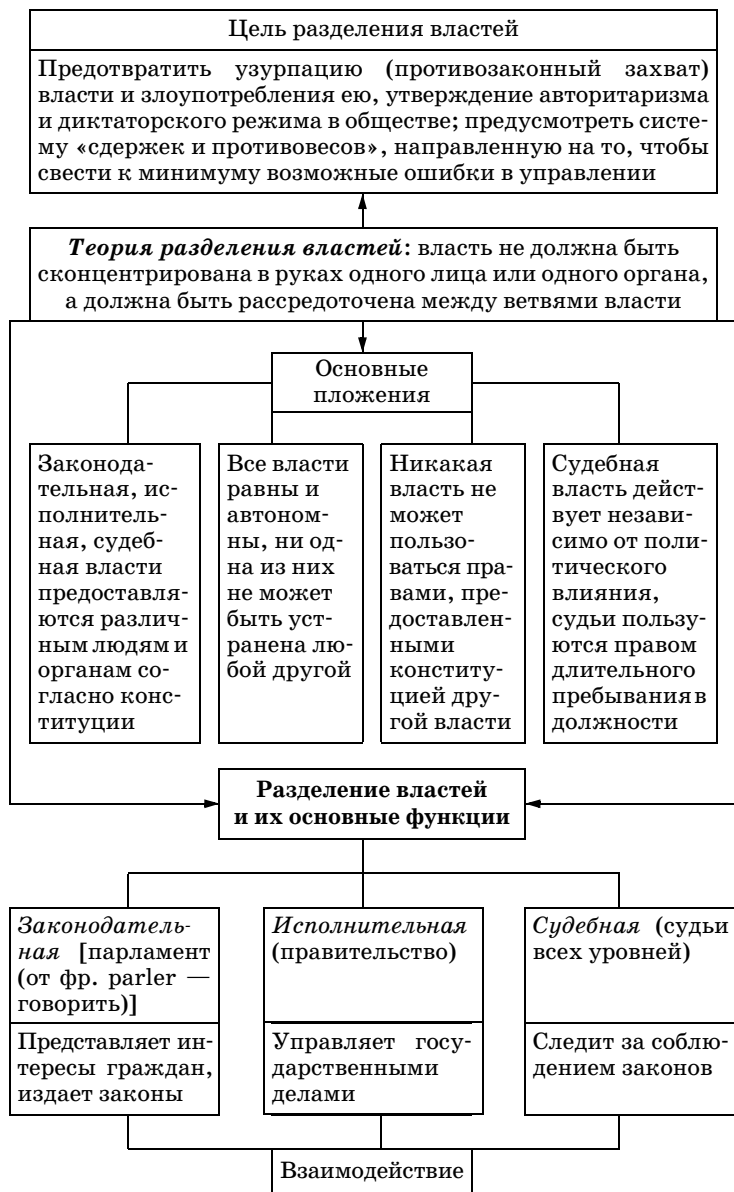 Цель разделения властей
Предотвратить узурпацию (противозаконный захват)
власти и злоупотребления ею, утверждение авторитаризма
и диктаторского режима в обществе; предусмотреть систе-
му «сдержек и противовесов», направленную на то, чтобы
свести к минимуму возможные ошибки в управлении
Теория разделения властей: власть не должна быть
сконцентрирована в руках одного лица или одного органа,
а должна быть рассредоточена между ветвями власти
Основные
пложения
Законода-
тельная, ис-
полнитель-
ная, судеб-
ная власти
предоставля-
ются различ-
ным людям и
органам со-
гласно конс-
титуции
Все власти
равны и
автоном-
ны, ни од-
на из них
не может
быть уст-
ранена лю-
бой другой
Никакая
власть не
может
пользо-
ваться пра-
вами, пре-
доставлен-
ными
конститу-
цией дру-
гой власти
Судебная
власть дейст-
вует незави-
симо от поли-
тического
влияния,
судьи пользу-
ются правом
длительного
пребывания в
должности
Разделение властей
и их основные функции
Законодатель-
ная [парламент
(от фр. parler —
говорить)]
Представляет ин-
тересы граждан,
издает законы
Исполнительная
(правительство)
Управляет госу-
дарственными
делами
Судебная (судьи
всех уровней)
Следит за соблю-
дением законов
Взаимодействие